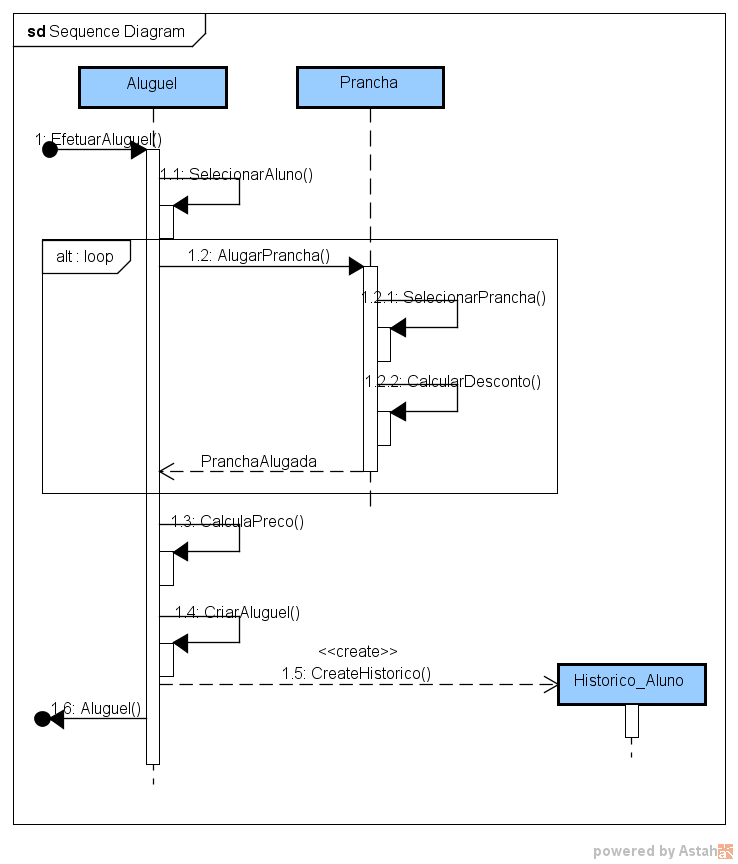 sd Sequence Diagram
Aluguel
Prancha
1: EfetuarAluguel()
1.1: SelecionarAluno()
alt : loop
1.2: AlugarPrancha()
1.2.1: SelecionarPrancha()
1.2.2: CalcularDesconto()
PranchaAlugada
1.3: CalculaPreco()
1.4: CriarAluguel()
<<create>>
1.5: CreateHistorico()
Historico_Aluno
1.6: Aluguel()
powered by Astah